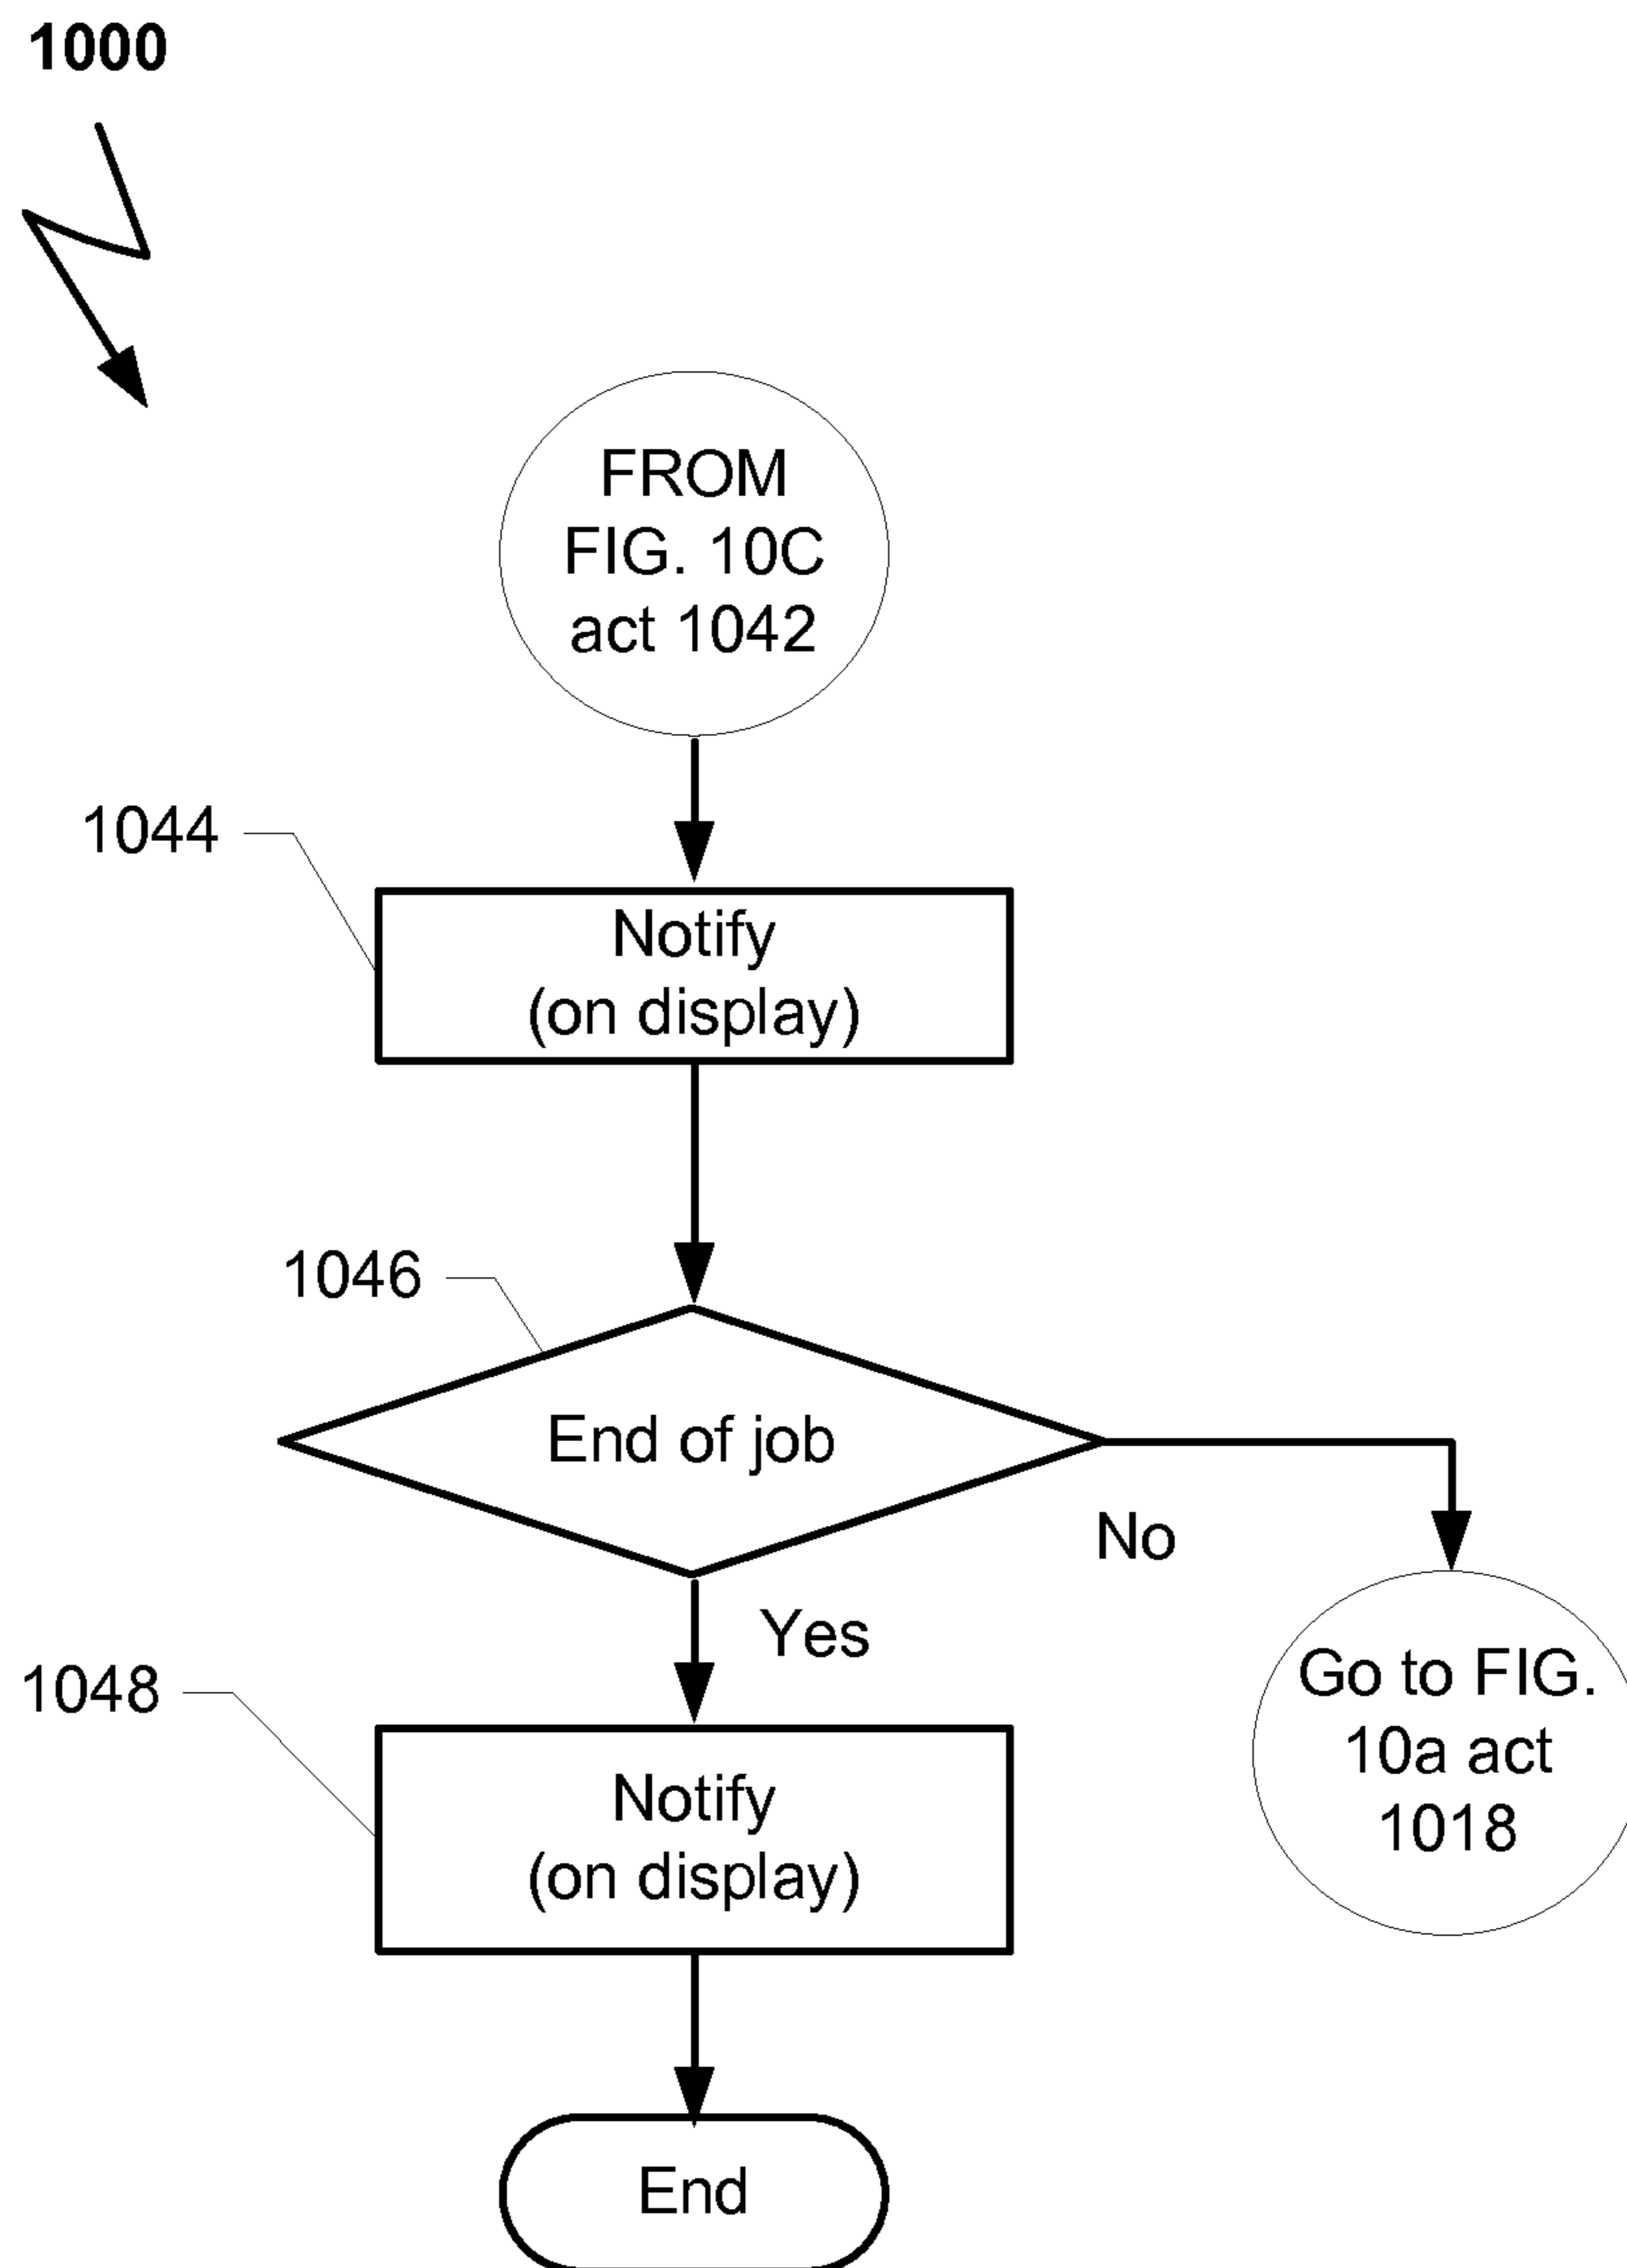 1000
FROM
FIG. 10C
act 1042
1044
Notify
(on display)
1046
End of job
No
Yes
Go to FIG.
10a act
1018
1048
Notify
(on display)
End